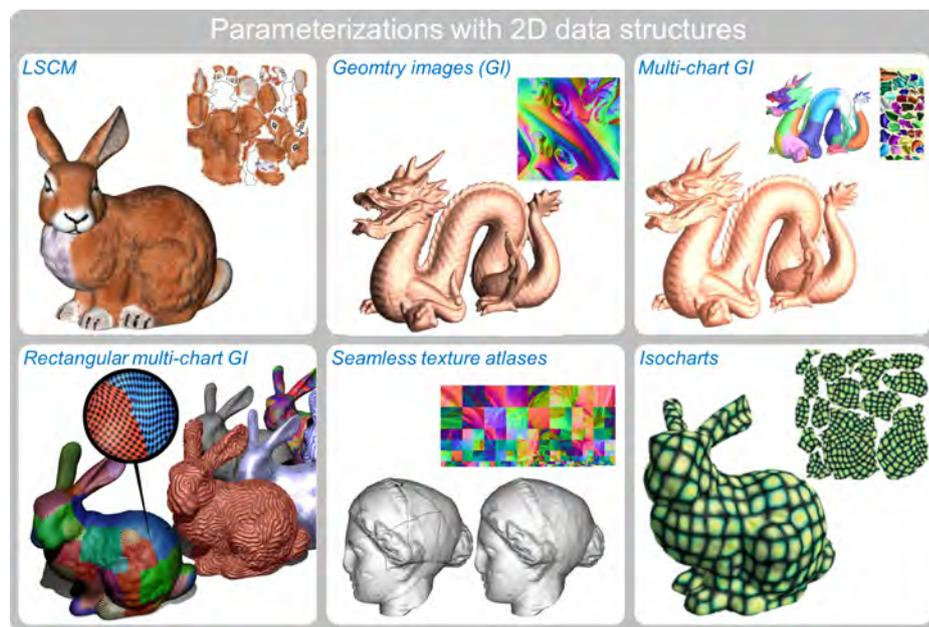 Parameterizations with 2D data structures
LSCM
Geomtry images (GI)
Multi-chart GI
Rectangular multi-chart GI
Seamless texture atlases
Isocharts